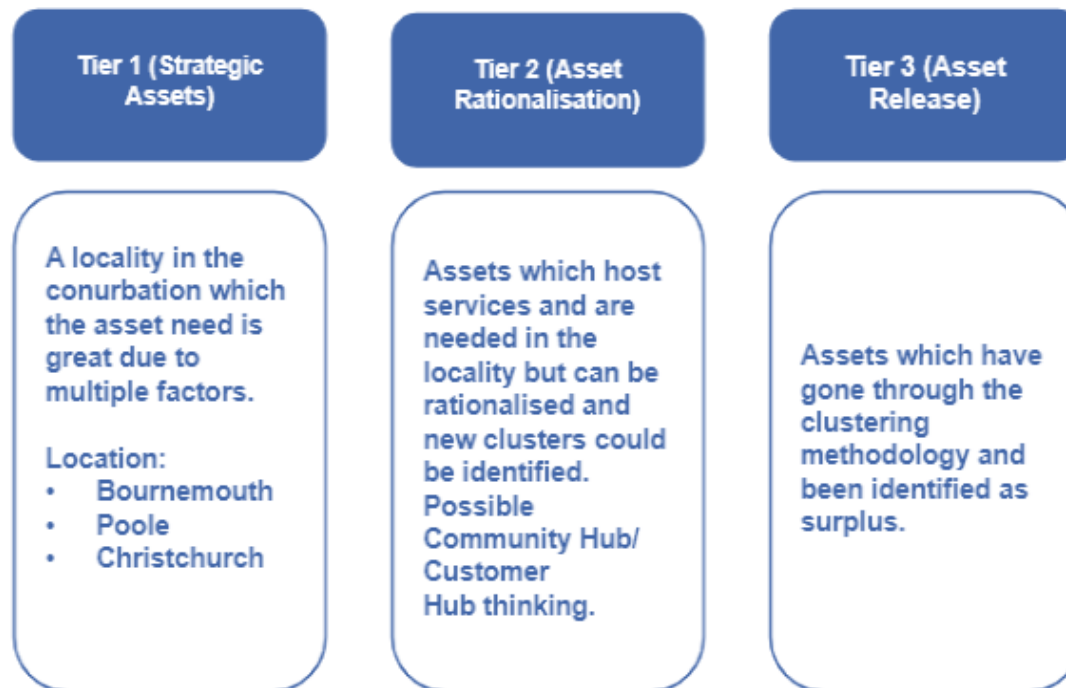 Tier 1 (Strategic
Assets)
A locality in the
conurbation which
the asset need is
great due to
multiple factors.
Location:
• Bournemouth
• Poole
• Christchurch
Tier 2 (Asset
Rationalisation)
Assets which host
services and are
needed in the
locality but can be
rationalised and
new clusters could
be identified.
Possible
Community Hub/
Customer
Hub thinking.
Tier 3 (Asset
Release)
Assets which have
gone through the
clustering
methodology and
been identified as
surplus.